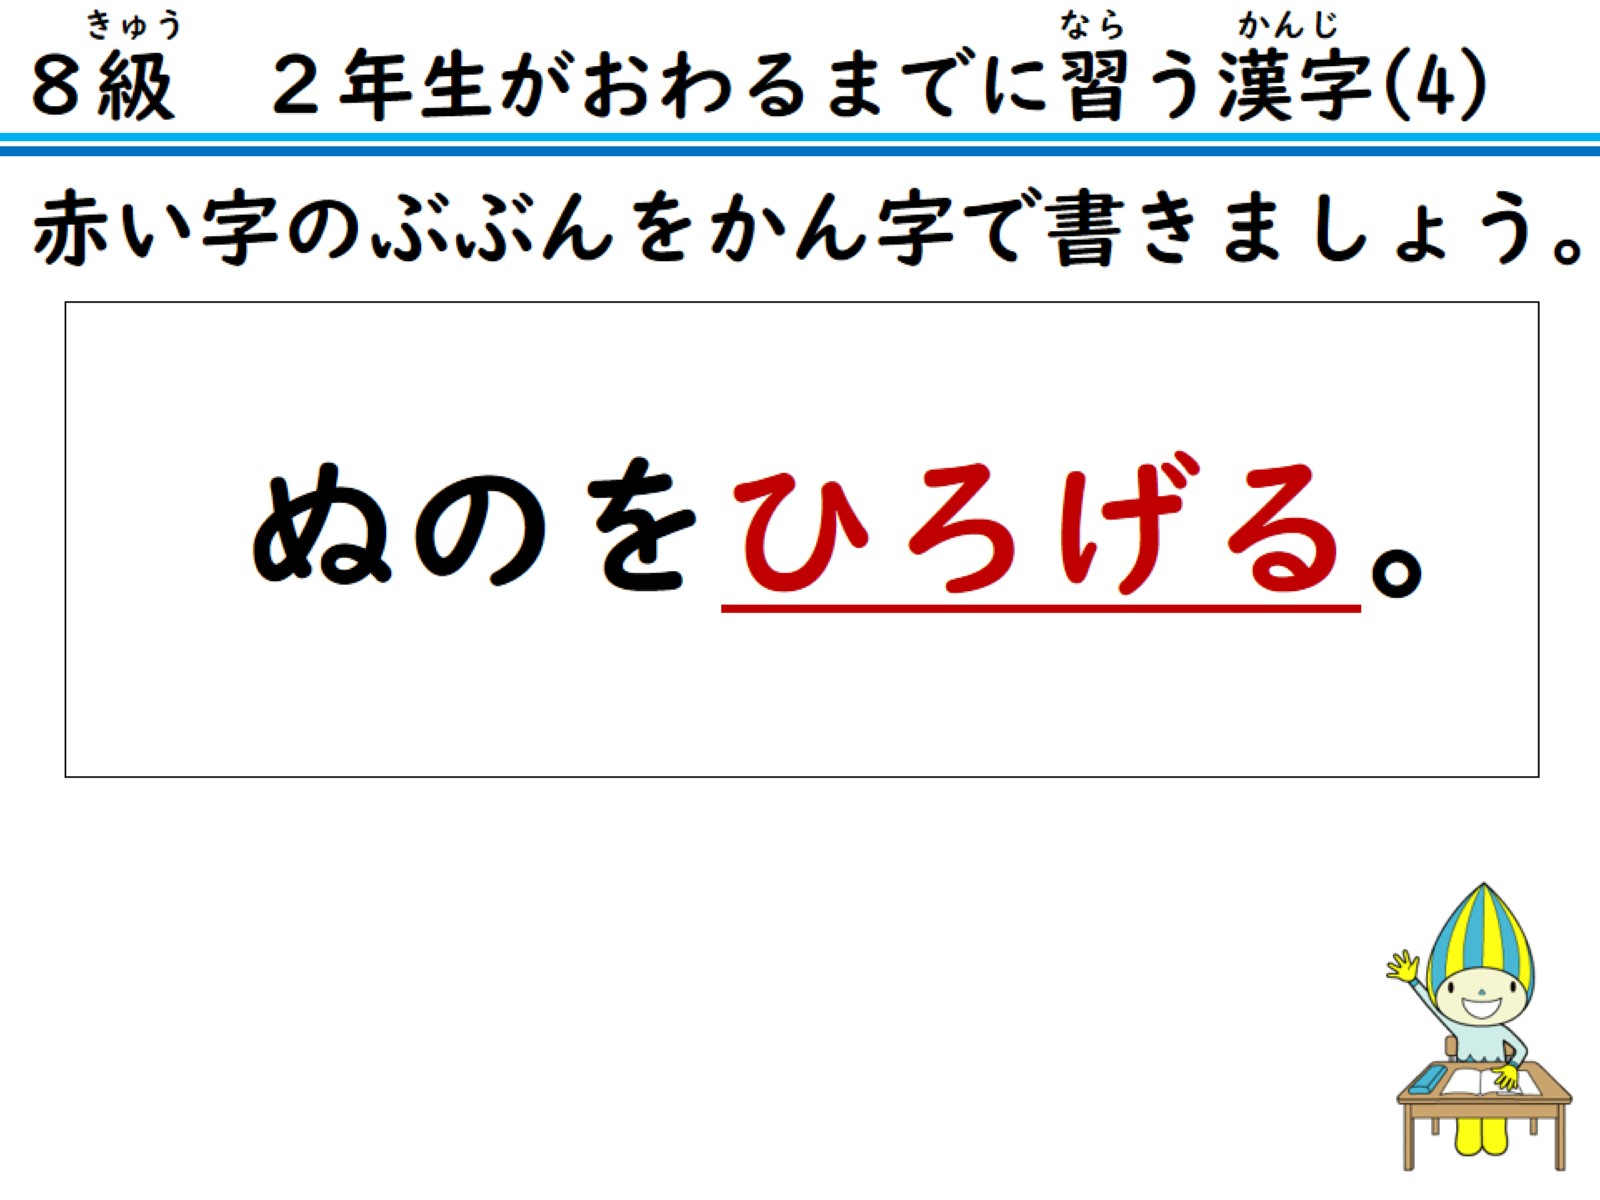 きゅう なら かんじ
８級　２年生がおわるまでに習う漢字(4)
赤い字のぶぶんをかん字で書きましょう。
ぬのをひろげる。